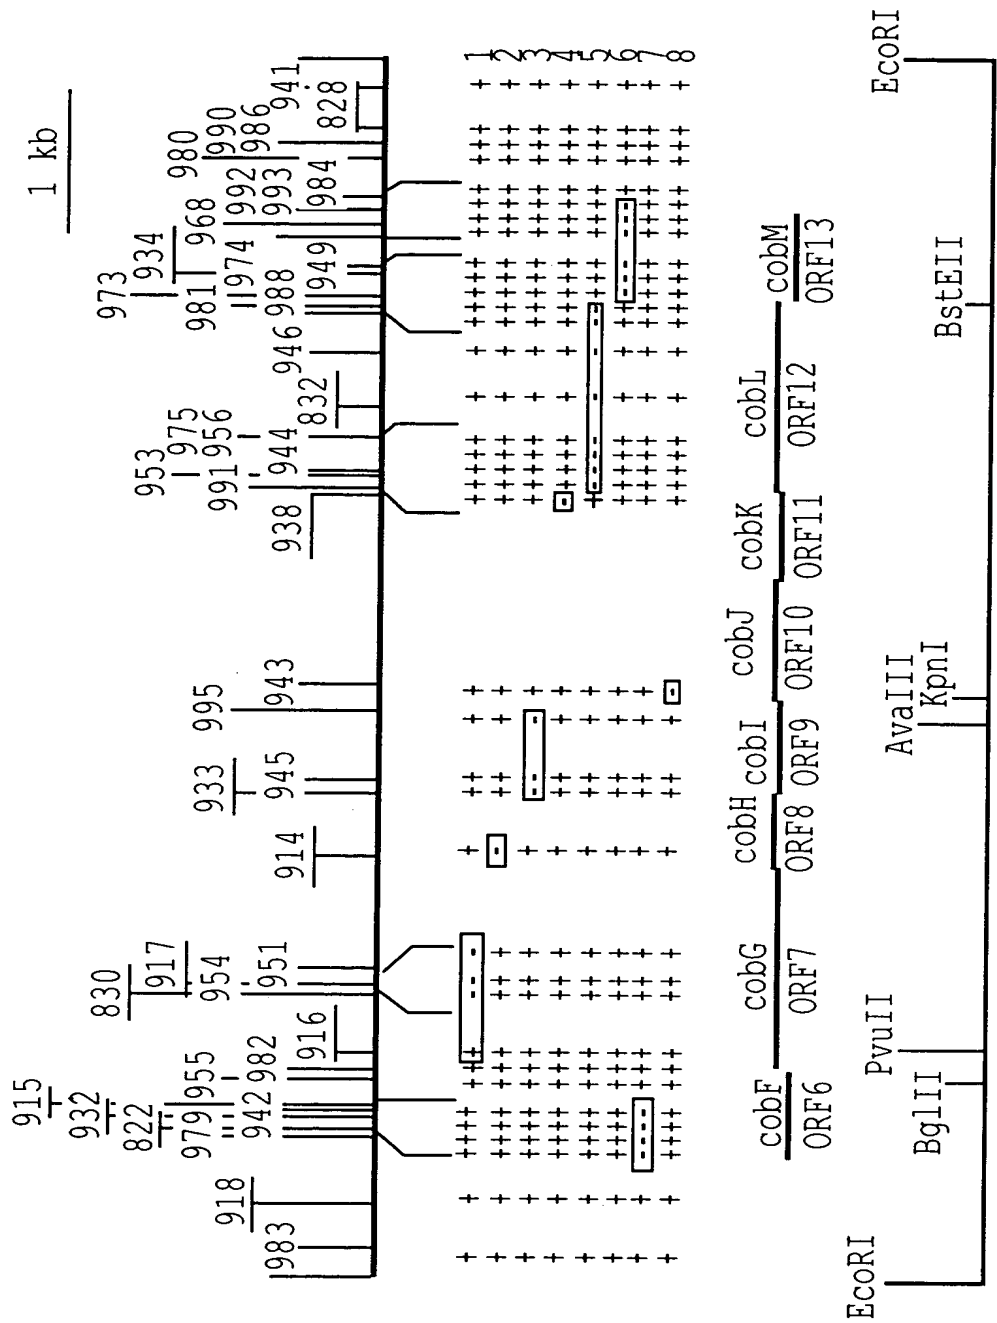 915 1 kb
932
830 973
822 917 953 934
979 955 975 981 968 980
918 954 933 995 991 956 974 992 990
983 942 982 951 914 945 943 938 944 946 988 993 986 941
916 832 949 984 828
1
2
3
4
5
6
7
8
cobF cobG cobH cobI cobJ cobK cobL cobM
ORF6 ORF7 ORF8 ORF9 ORF10 ORF11 ORF12 ORF13
EcoRI PvuII AvaIII EcoRI
BglII KpnI BstEII